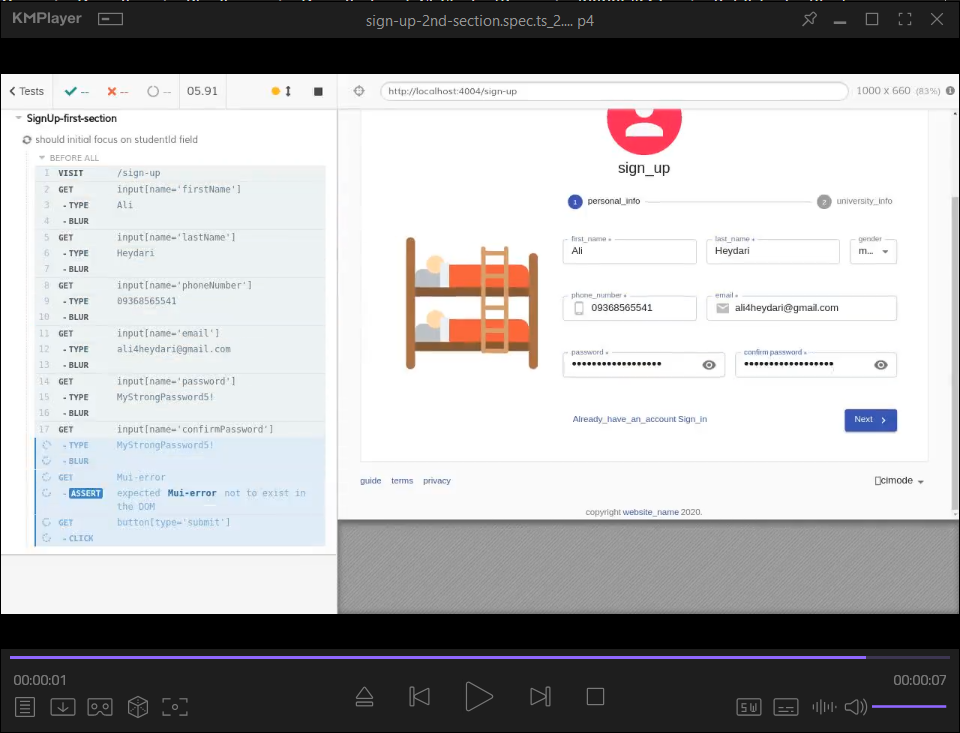 KMPlayer
sign-up-2nd-section.spec.ts_2.... p4
Tests
--
--
--
05.91
http://localhost:4004/sign-up
1000 x 660 (83%)
SignUp-first-section
should initial focus on studentId field
BEFORE ALL
1 VISIT /sign-up
2 GET input[name='firstName']
3 - TYPE Ali
4 - BLUR
5 GET input[name='lastName']
6 - TYPE Heydari
7 - BLUR
8 GET input[name='phoneNumber']
9 - TYPE 09368565541
10 - BLUR
11 GET input[name='email']
12 - TYPE ali4heydari@gmail.com
13 - BLUR
14 GET input[name='password']
15 - TYPE MyStrongPassword5!
16 - BLUR
17 GET input[name='confirmPassword']
- TYPE MyStrongPassword5!
- BLUR
GET Mui-error
- ASSERT expected Mui-error not to exist in
the DOM
GET button[type='submit']
- CLICK
sign_up
1 personal_info
2 university_info
first_name *
Ali
last_name *
Heydari
gender
m...
phone_number *
09368565541
email *
ali4heydari@gmail.com
password *
••••••••••••••••••
confirm password *
••••••••••••••••••
Already_have_an_account Sign_in
Next
guide terms privacy
cimode
copyright website_name 2020.
00:00:01
00:00:07
SW